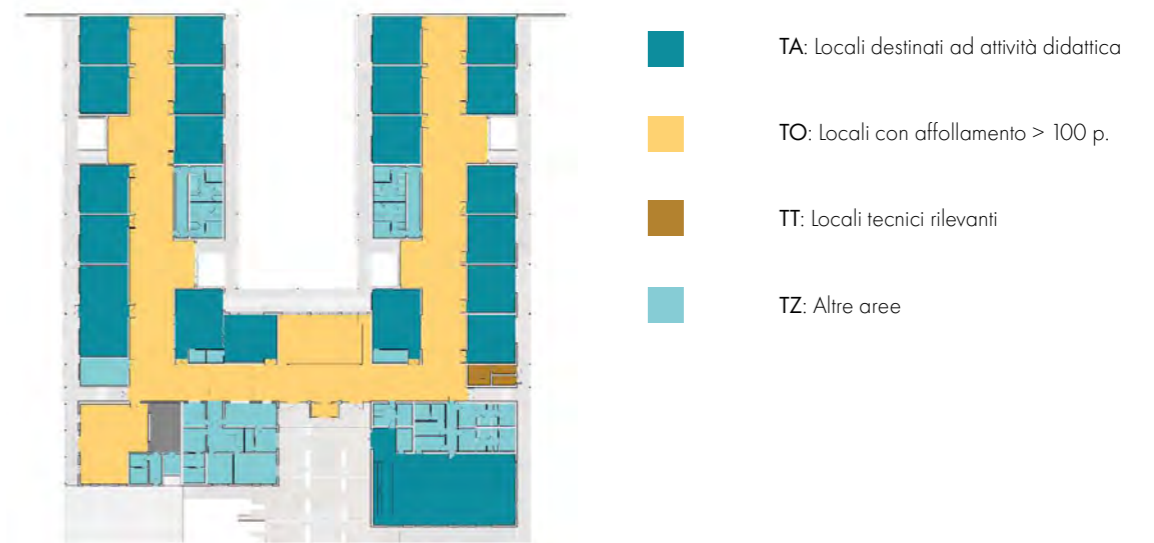 TA: Locali destinati ad attività didattica
TO: Locali con affollamento > 100 p.
TT: Locali tecnici rilevanti
TZ: Altre aree